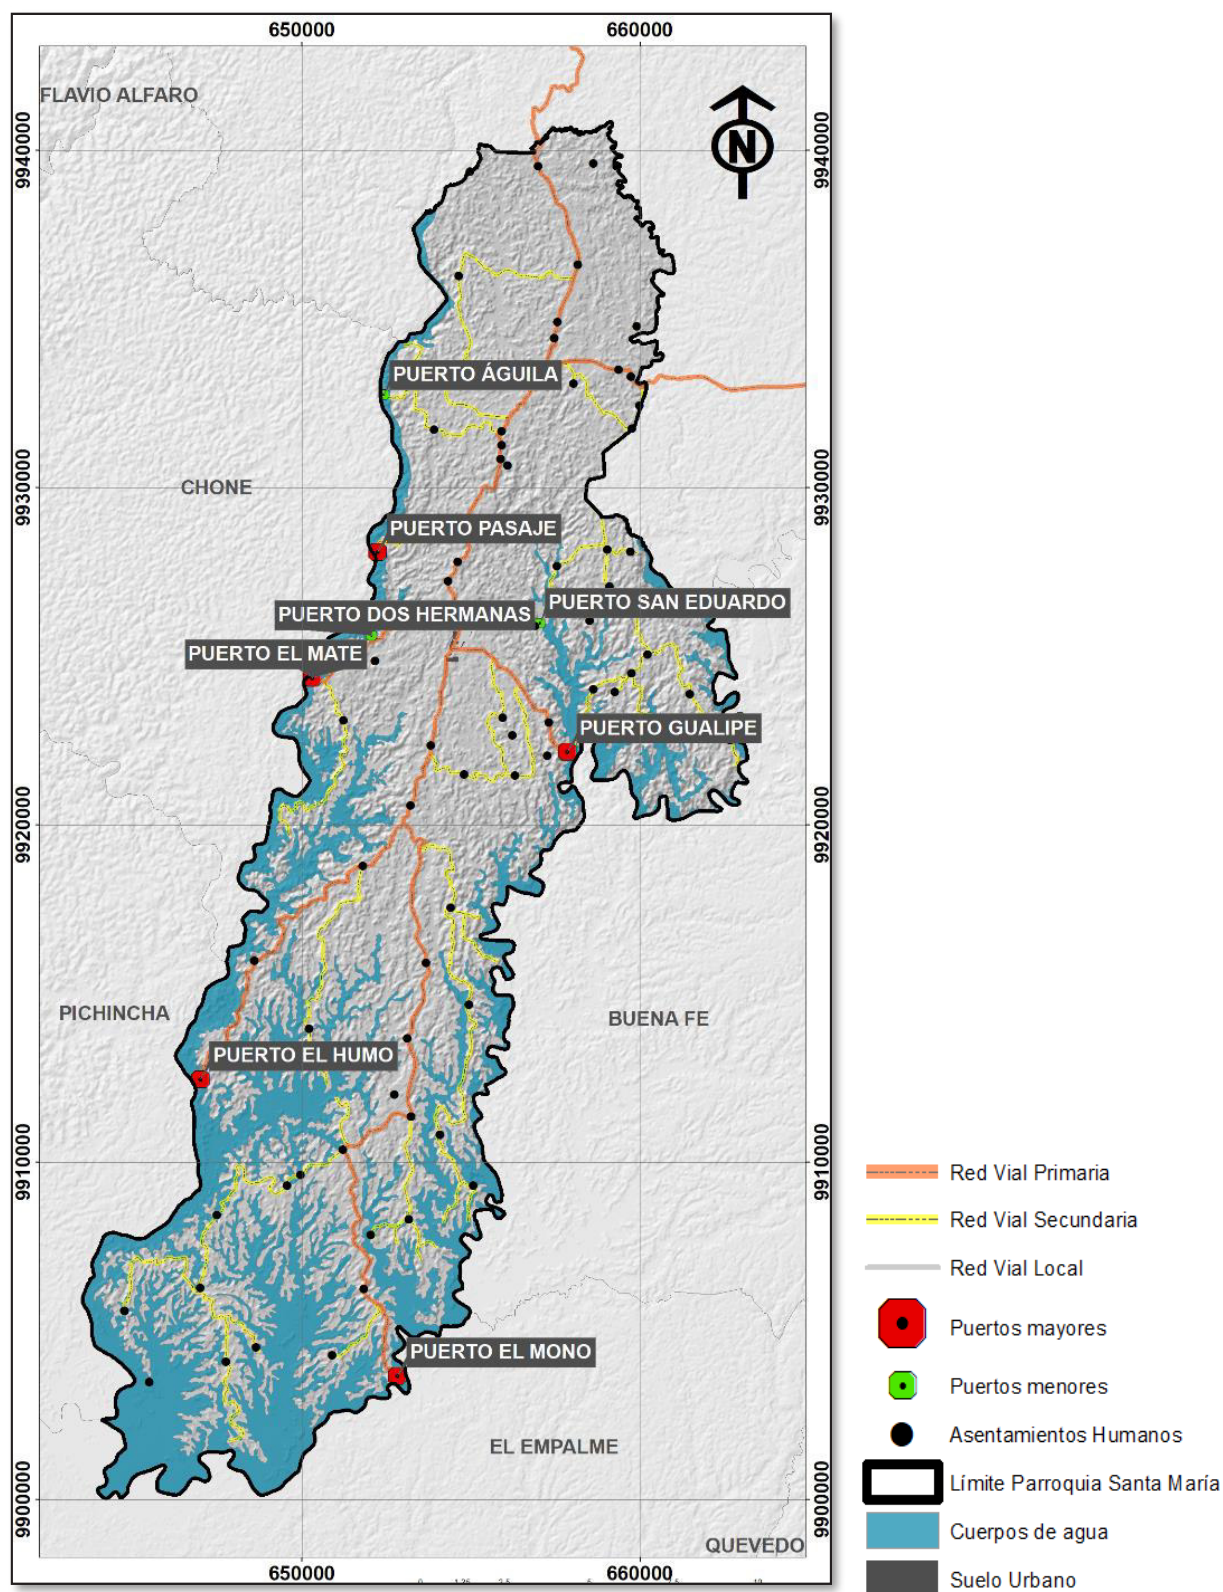 650000 660000
FLAVIO ALFARO
9940000 9940000
N
PUERTO ÁGUILA
CHONE
9930000 9930000
PUERTO PASAJE
PUERTO SAN EDUARDO
PUERTO DOS HERMANAS
PUERTO EL MATE
PUERTO GUALIPE
9920000 9920000
PICHINCHA
BUENA FE
PUERTO EL HUMO
9910000 9910000
PUERTO EL MONO
EL EMPALME
9900000 9900000
QUEVEDO
650000 660000
Red Vial Primaria
Red Vial Secundaria
Red Vial Local
Puertos mayores
Puertos menores
Asentamientos Humanos
Límite Parroquia Santa María
Cuerpos de agua
Suelo Urbano